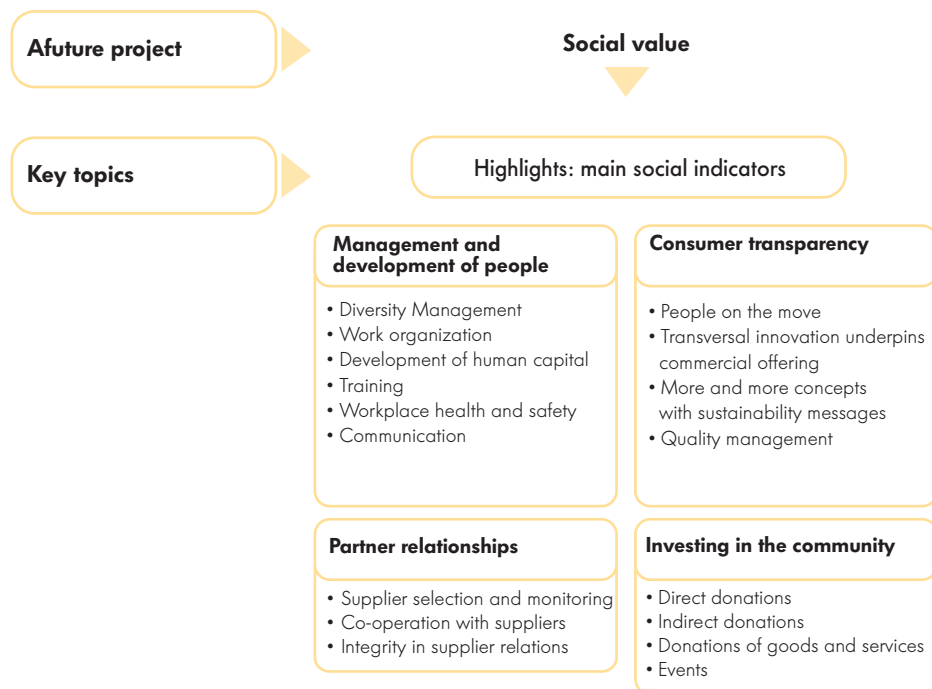 Afuture project
Social value
Key topics
Highlights: main social indicators
Management and
development of people
• Diversity Management
• Work organization
• Development of human capital
• Training
• Workplace health and safety
• Communication
Consumer transparency
• People on the move
• Transversal innovation underpins
commercial offering
• More and more concepts
with sustainability messages
• Quality management
Partner relationships
• Supplier selection and monitoring
• Co-operation with suppliers
• Integrity in supplier relations
Investing in the community
• Direct donations
• Indirect donations
• Donations of goods and services
• Events